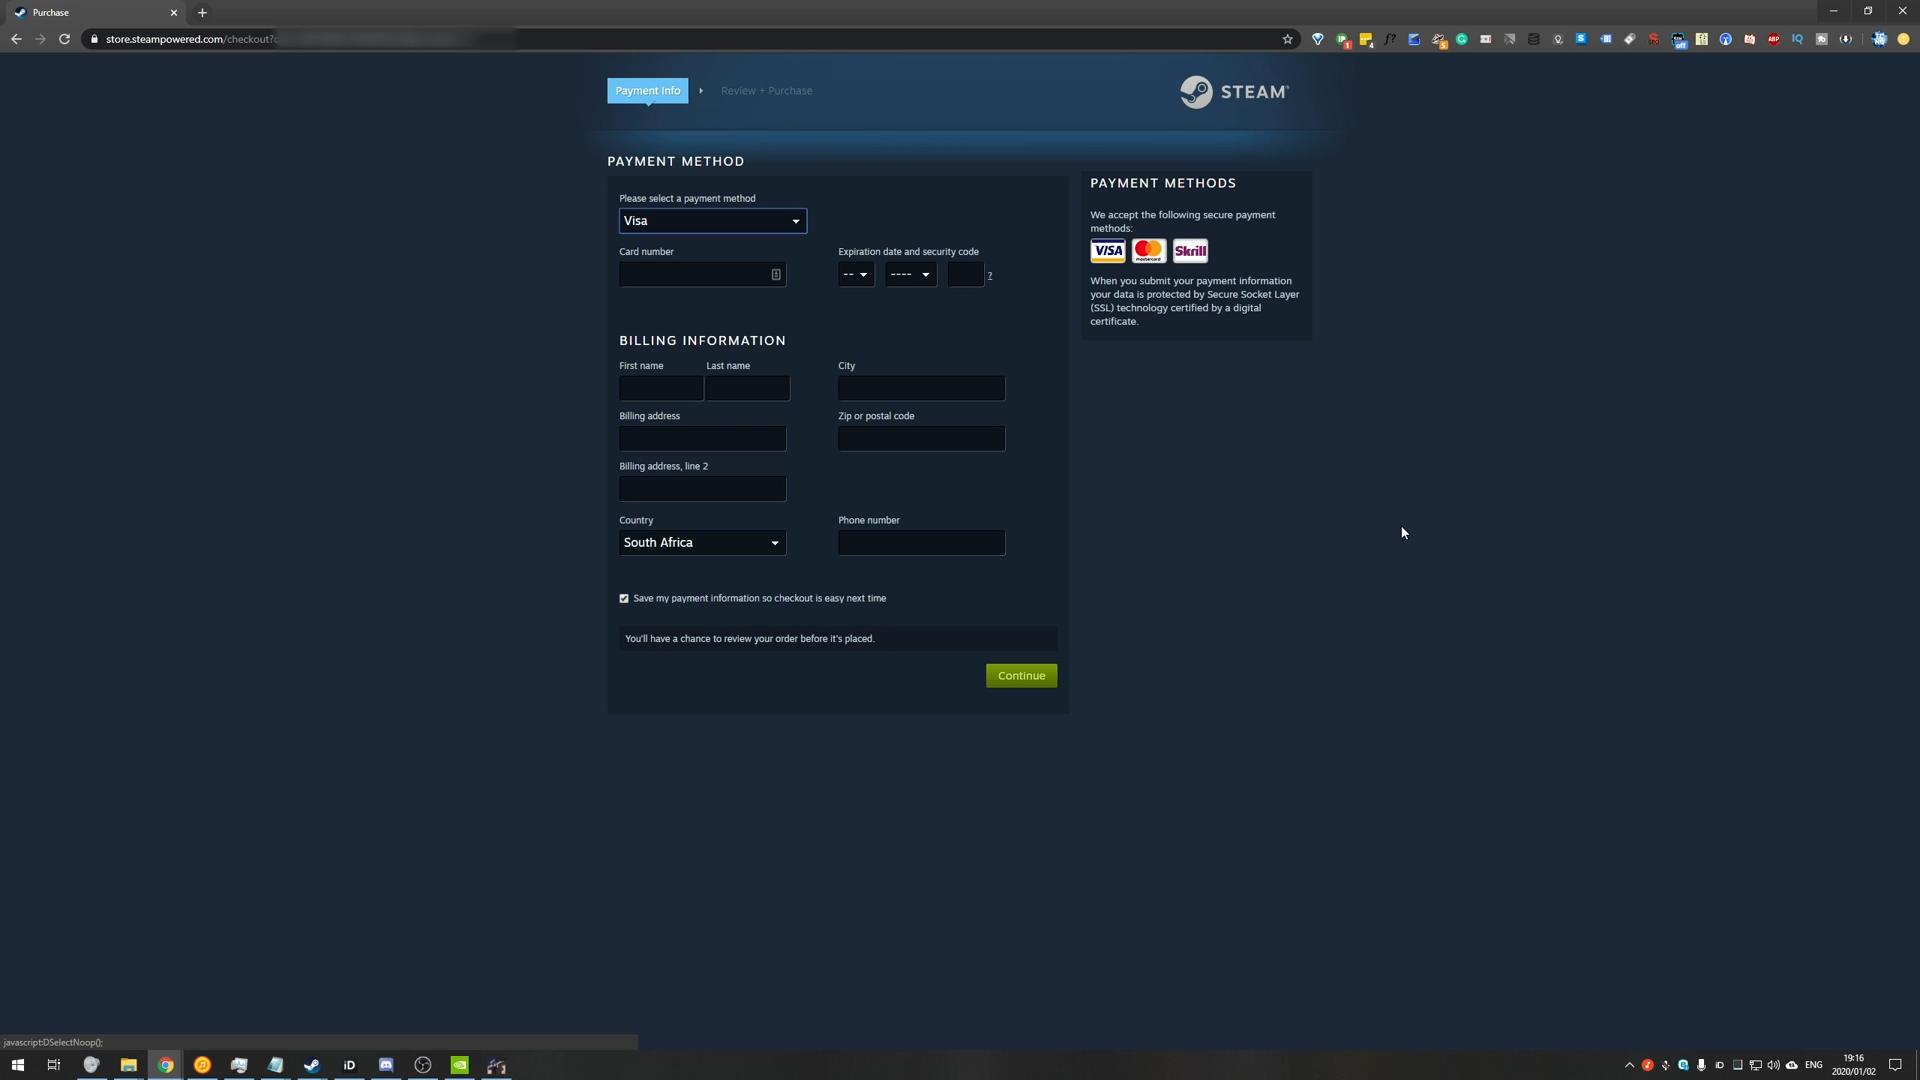 Purchase
store.steampowered.com/checkout?
Payment Info
Review + Purchase
STEAM
PAYMENT METHOD
Please select a payment method
Visa
Card number
Expiration date and security code
--
----
?
PAYMENT METHODS
We accept the following secure payment
methods:
VISA
mastercard
Skrill
When you submit your payment information
your data is protected by Secure Socket Layer
(SSL) technology certified by a digital
certificate.
BILLING INFORMATION
First name
Last name
City
Billing address
Zip or postal code
Billing address, line 2
Country
Phone number
South Africa
Save my payment information so checkout is easy next time
You'll have a chance to review your order before it's placed.
Continue
javascript:DSelectNoop();
iD
ENG
19:16
2020/01/02